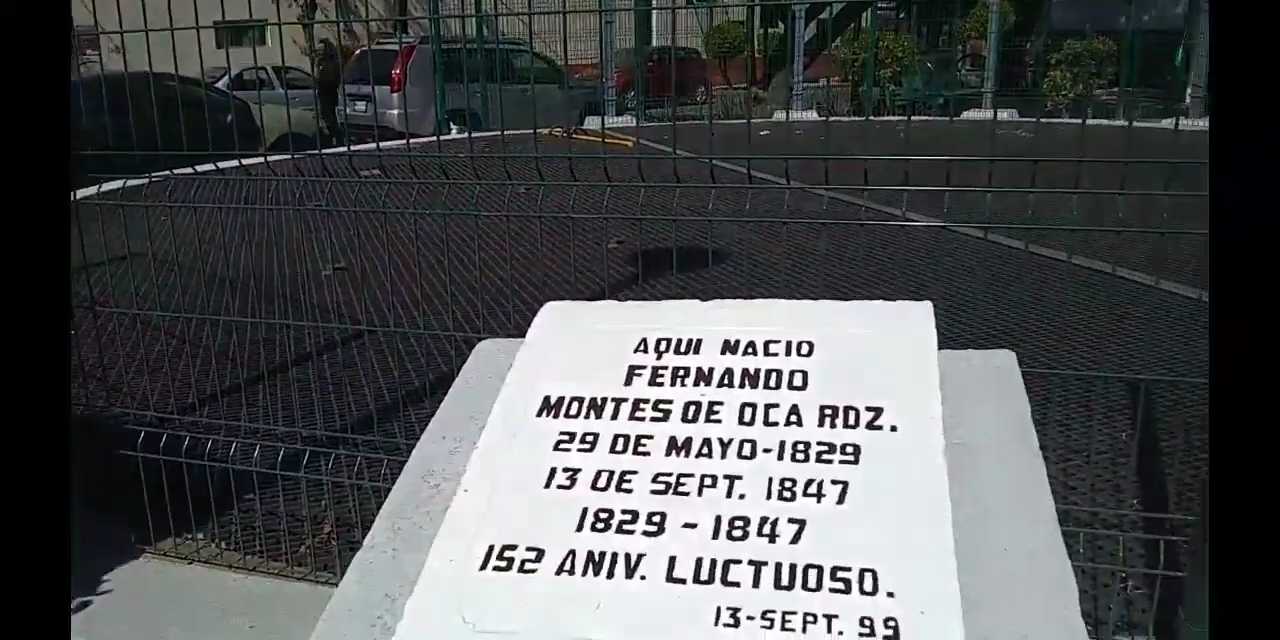 AQUI NACIO
FERNANDO
MONTES DE OCA RDZ.
29 DE MAYO-1829
13 DE SEPT. 1847
1829 - 1847
152 ANIV. LUCTUOSO.
13-SEPT. 99